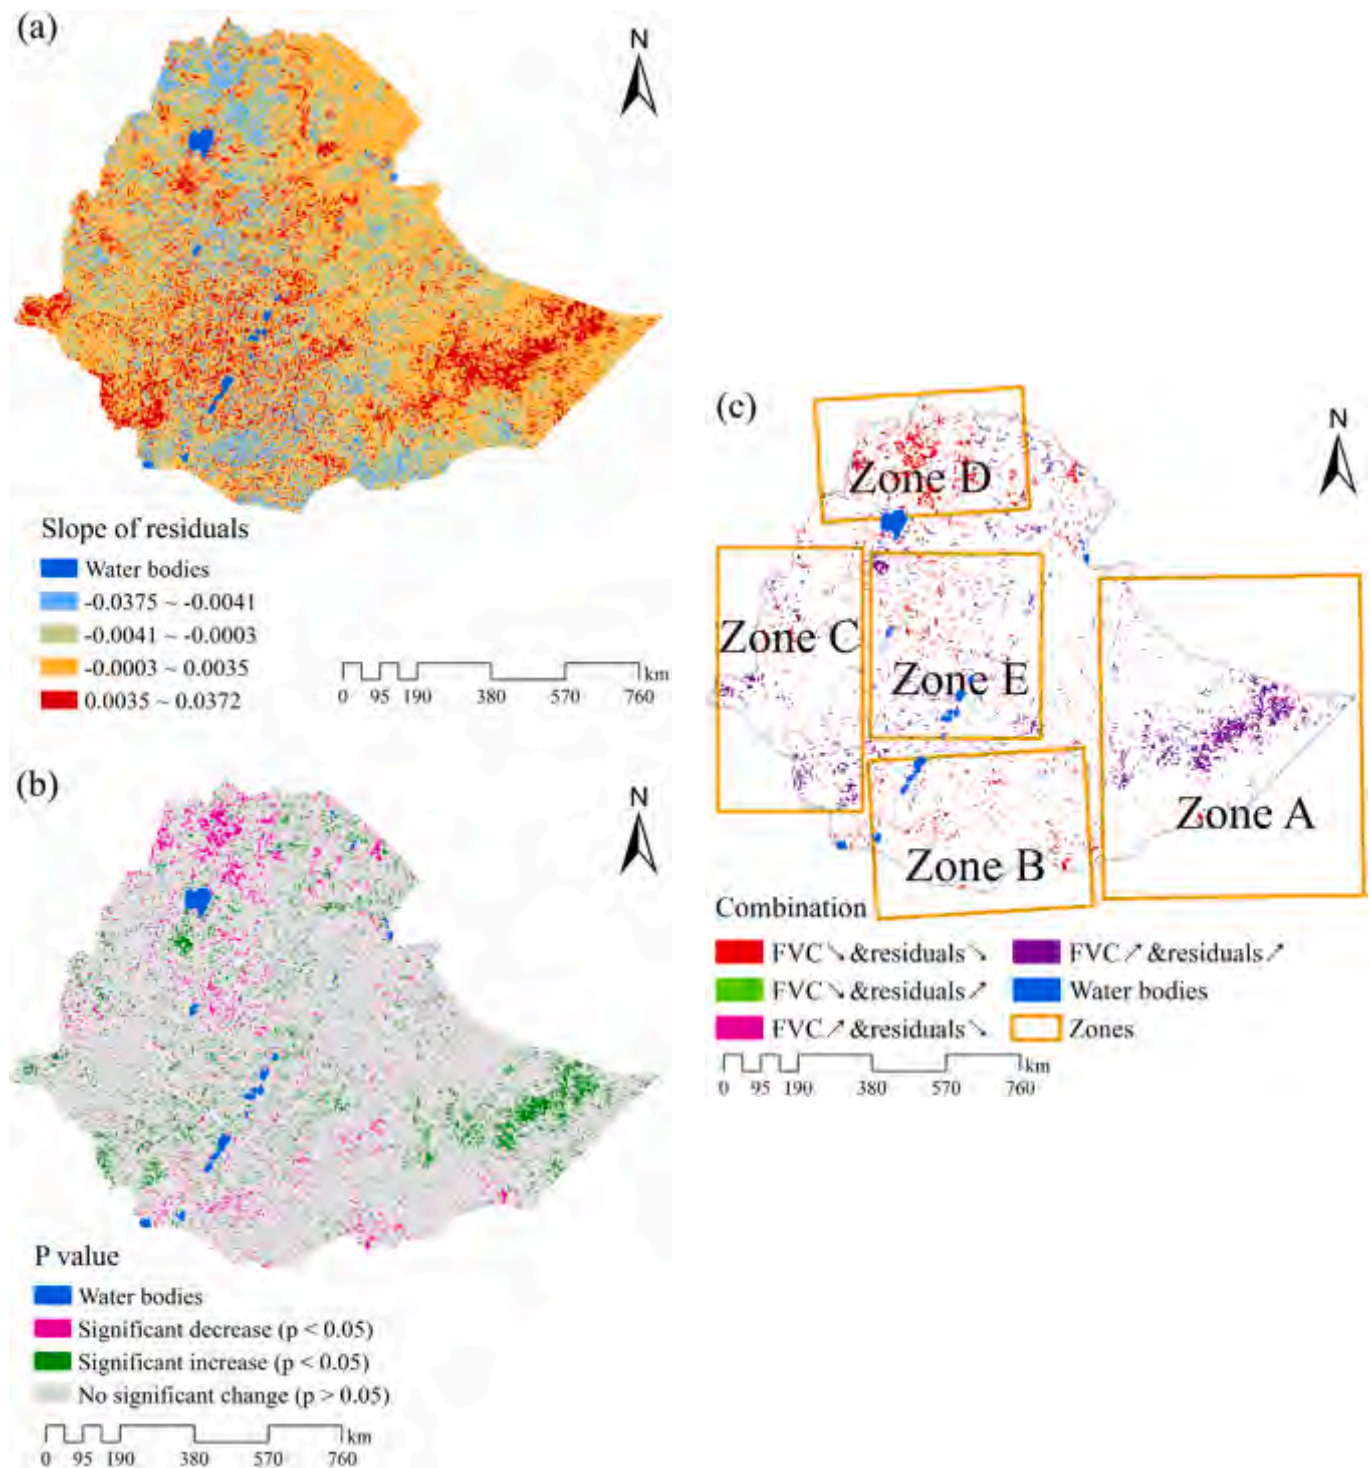 (a)
N
Slope of residuals
Water bodies
-0.0375 ~ -0.0041
-0.0041 ~ -0.0003
-0.0003 ~ 0.0035
0.0035 ~ 0.0372
km
0 95 190 380 570 760
(b)
N
P value
Water bodies
Significant decrease (p < 0.05)
Significant increase (p < 0.05)
No significant change (p > 0.05)
km
0 95 190 380 570 760
(c)
N
Zone D
Zone C
Zone E
Zone A
Zone B
Combination
FVC↘&residuals↘
FVC↘&residuals↗
FVC↗&residuals↘
FVC↗&residuals↗
Water bodies
Zones
km
0 95 190 380 570 760